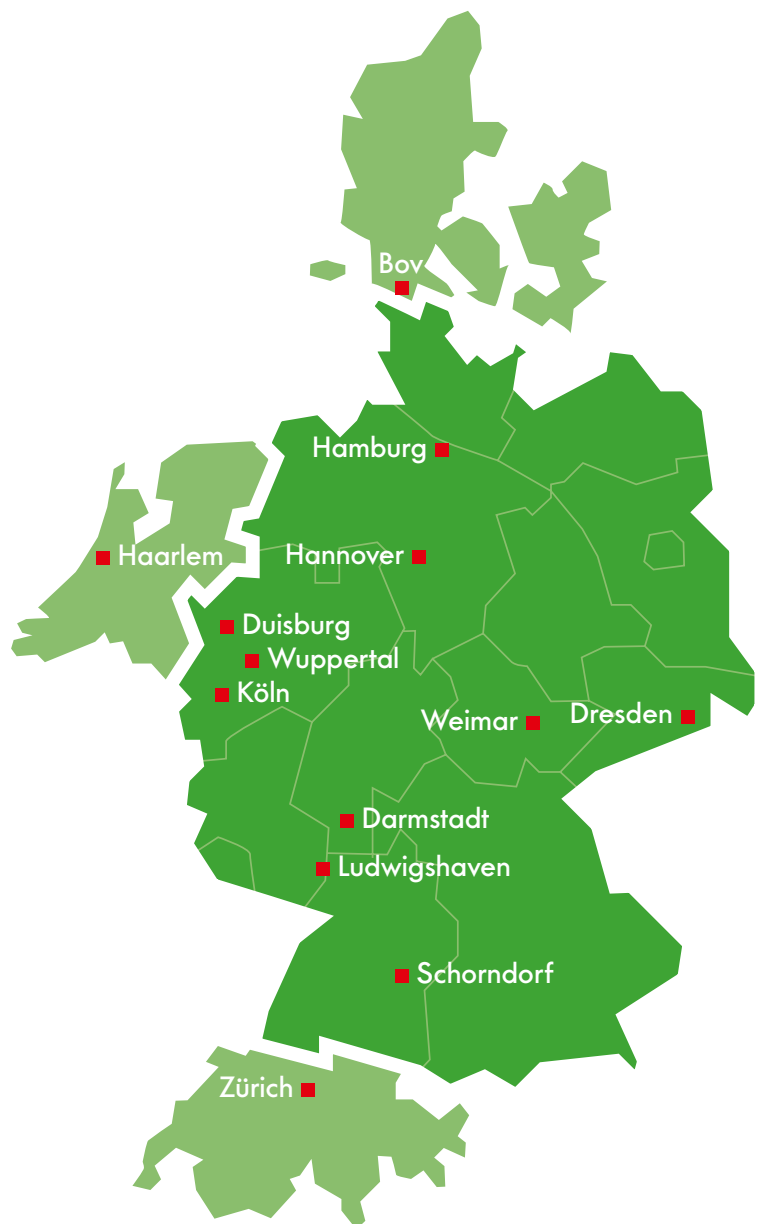 Bov
Hamburg
Haarlem
Hannover
Duisburg
Wuppertal
Köln
Weimar
Dresden
Darmstadt
Ludwigshaven
Schorndorf
Zürich